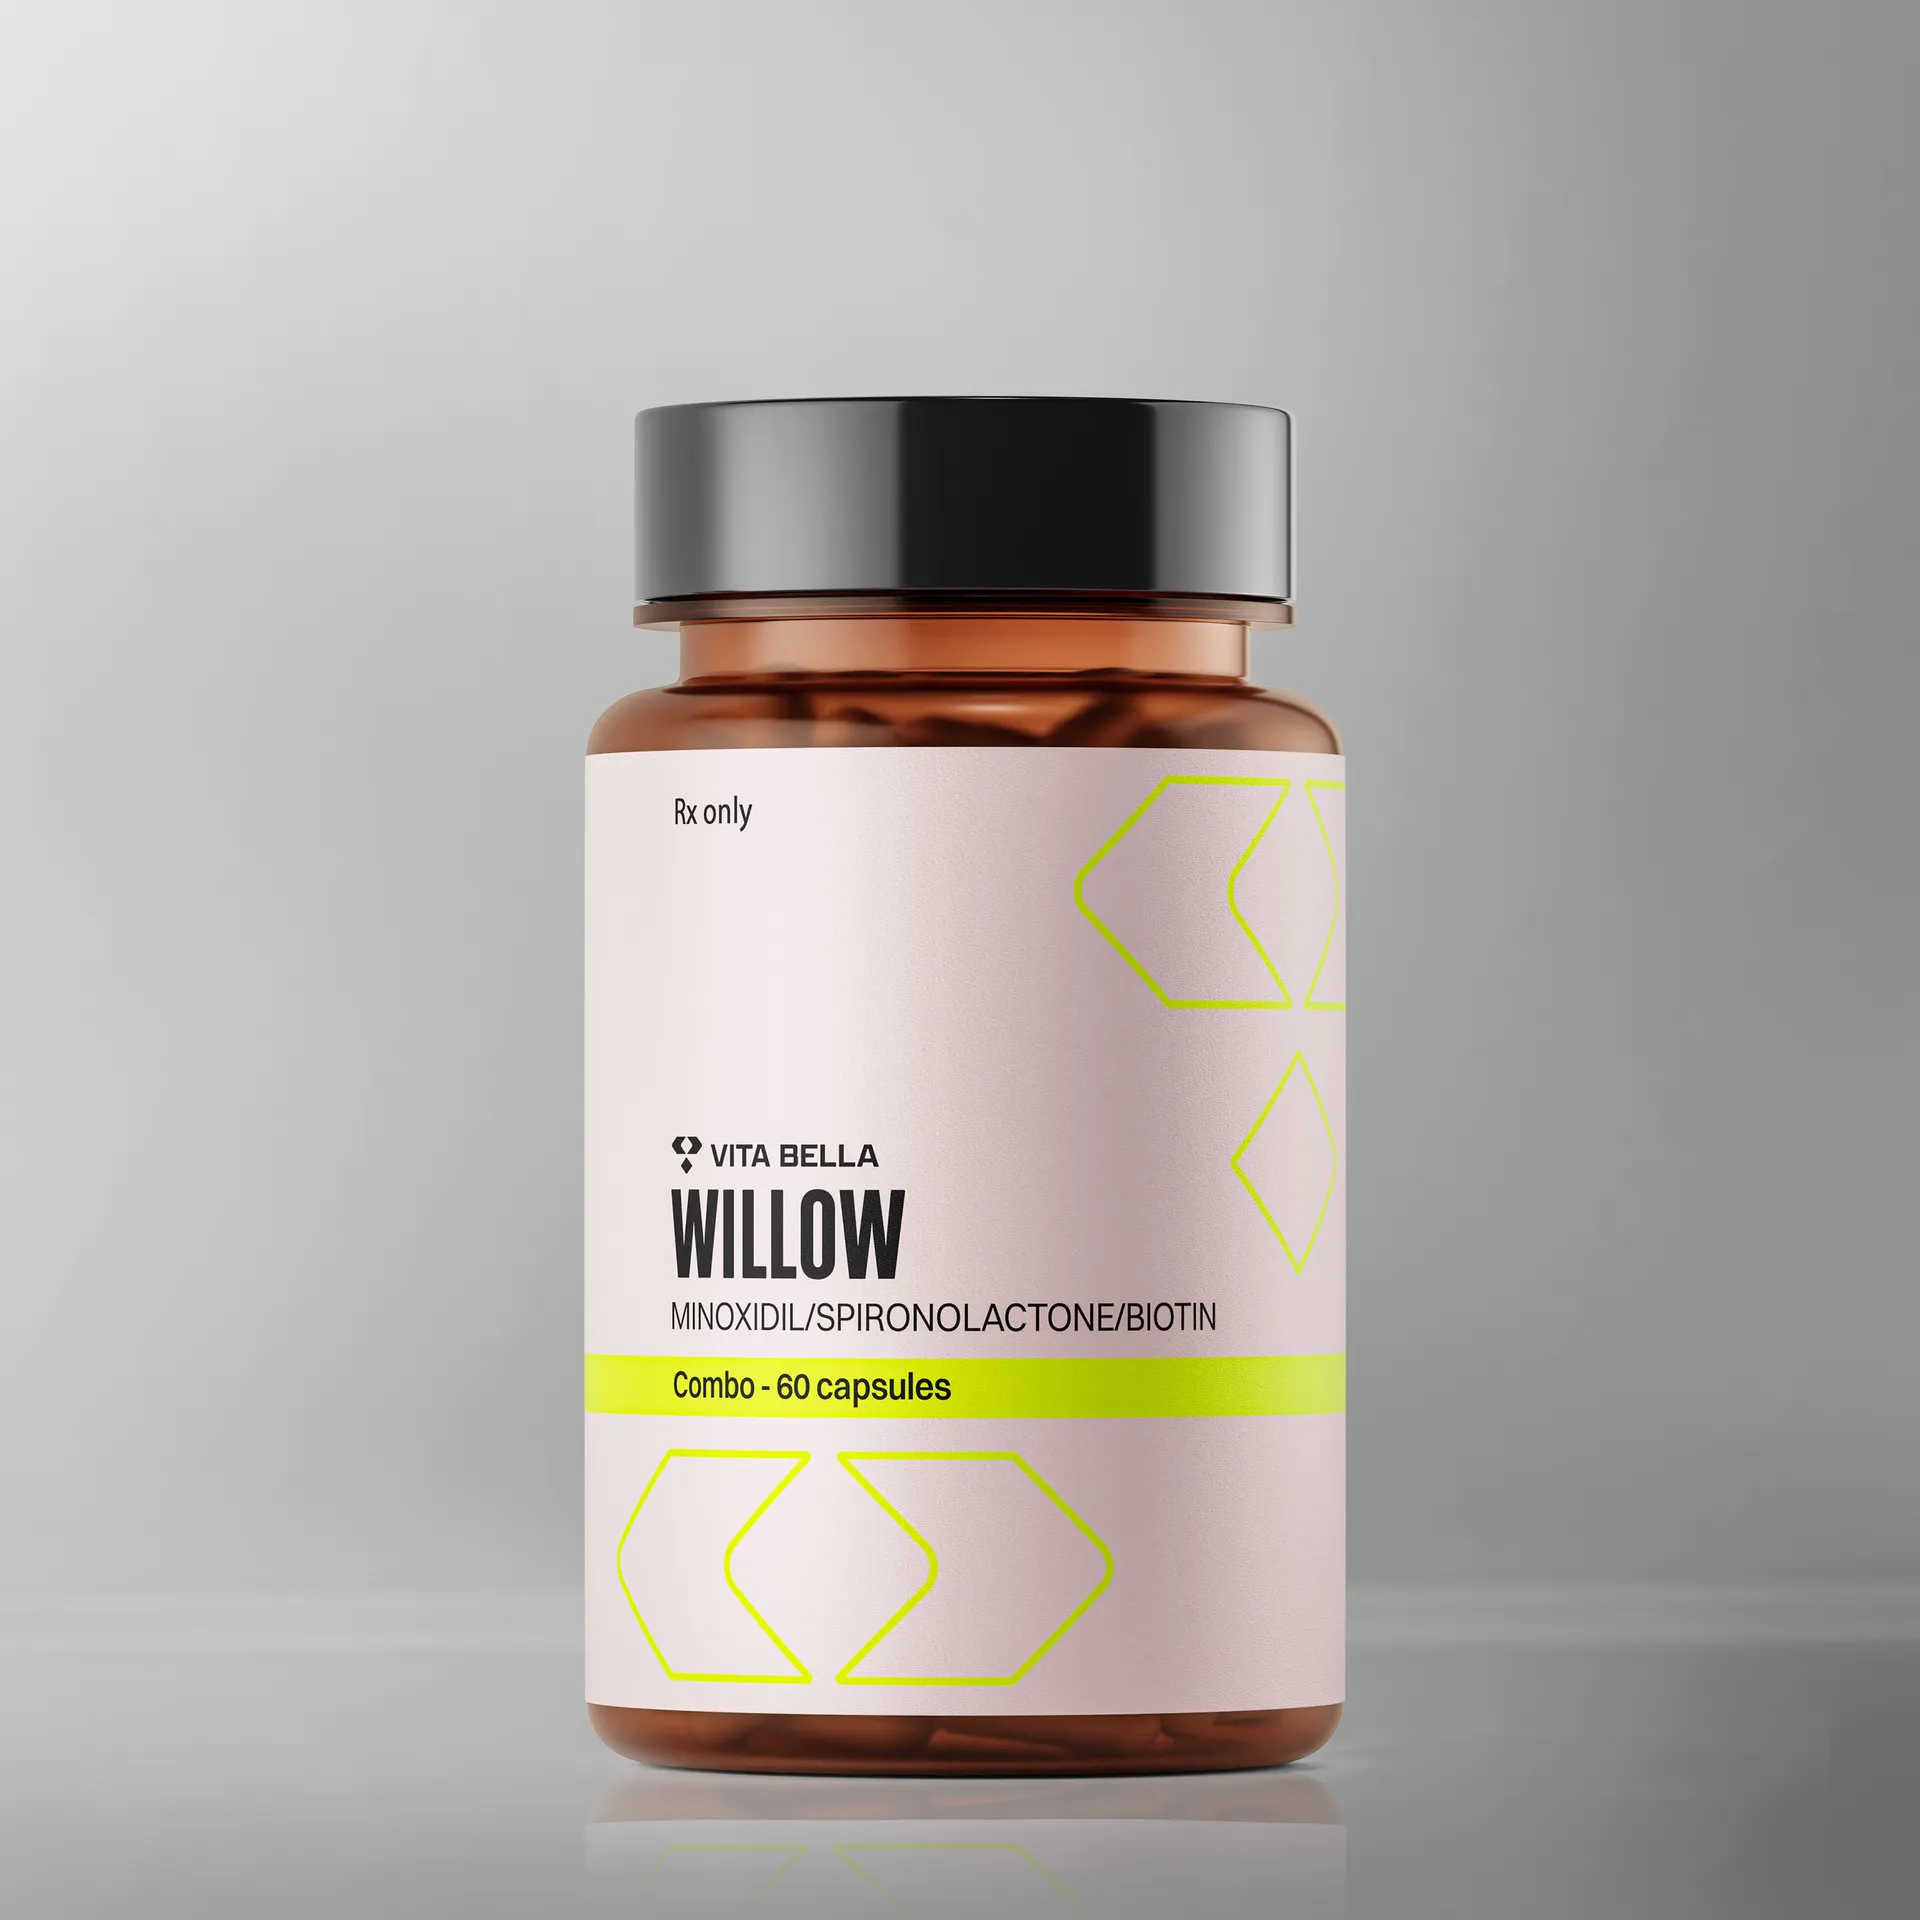 Rx only
VITA BELLA
WILLOW
MINOXIDIL/SPIRONOLACTONE/BIOTIN
Combo - 60 capsules